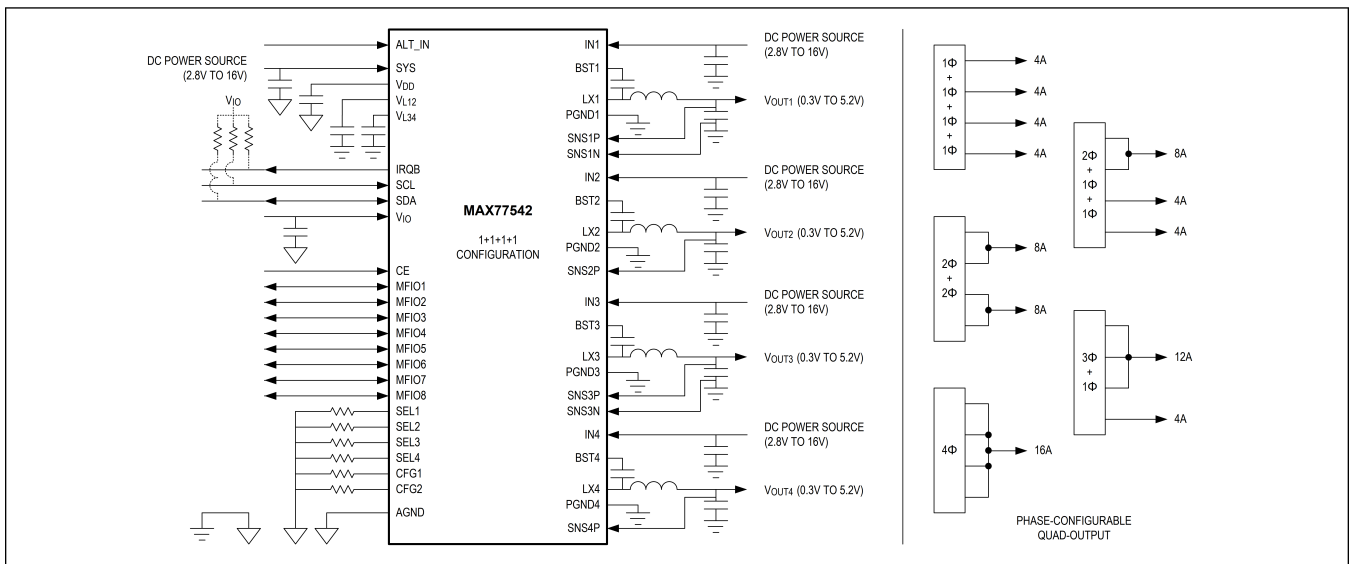 DC POWER SOURCE
(2.8V TO 16V)
VIO
ALT_IN
SYS
VDD
VL12
VL34
IRQB
SCL
SDA
VIO
CE
MFIO1
MFIO2
MFIO3
MFIO4
MFIO5
MFIO6
MFIO7
MFIO8
SEL1
SEL2
SEL3
SEL4
CFG1
CFG2
AGND
MAX77542
1+1+1+1
CONFIGURATION
IN1
BST1
LX1
PGND1
SNS1P
SNS1N
IN2
BST2
LX2
PGND2
SNS2P
IN3
BST3
LX3
PGND3
SNS3P
SNS3N
IN4
BST4
LX4
PGND4
SNS4P
DC POWER SOURCE
(2.8V TO 16V)
VOUT1 (0.3V TO 5.2V)
DC POWER SOURCE
(2.8V TO 16V)
VOUT2 (0.3V TO 5.2V)
DC POWER SOURCE
(2.8V TO 16V)
VOUT3 (0.3V TO 5.2V)
DC POWER SOURCE
(2.8V TO 16V)
VOUT4 (0.3V TO 5.2V)
1Φ
+
1Φ
+
1Φ
+
1Φ
4A
4A
4A
4A
2Φ
+
1Φ
+
1Φ
8A
4A
4A
2Φ
+
2Φ
8A
8A
3Φ
+
1Φ
12A
4A
4Φ
16A
PHASE-CONFIGURABLE
QUAD-OUTPUT